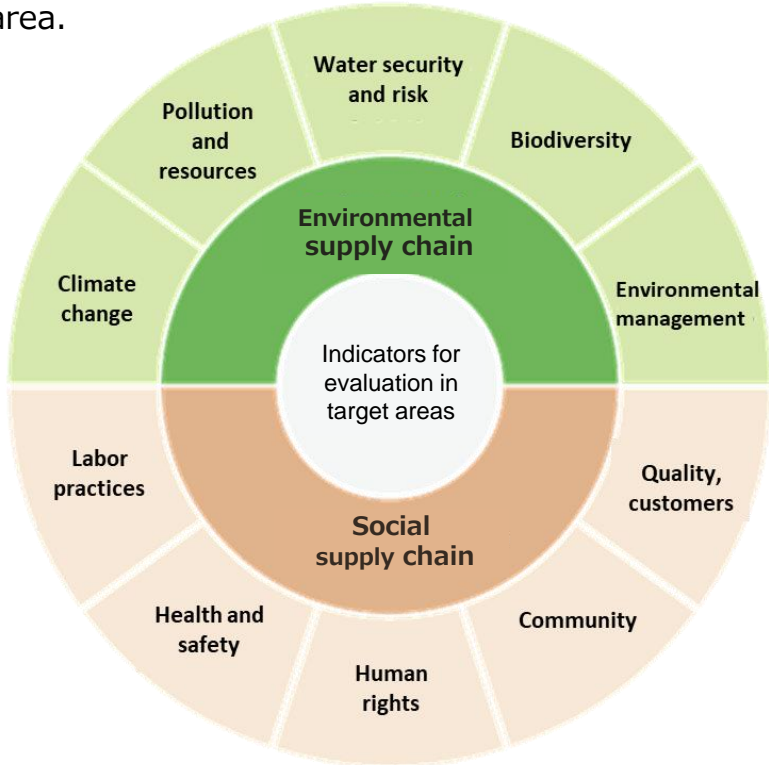 area.
Water security
and risk
Pollution
and
resources
Biodiversity
Climate
change
Environmental
management
Environmental
supply chain
Indicators for
evaluation in
target areas
Social
supply chain
Labor
practices
Quality,
customers
Health and
safety
Community
Human
rights